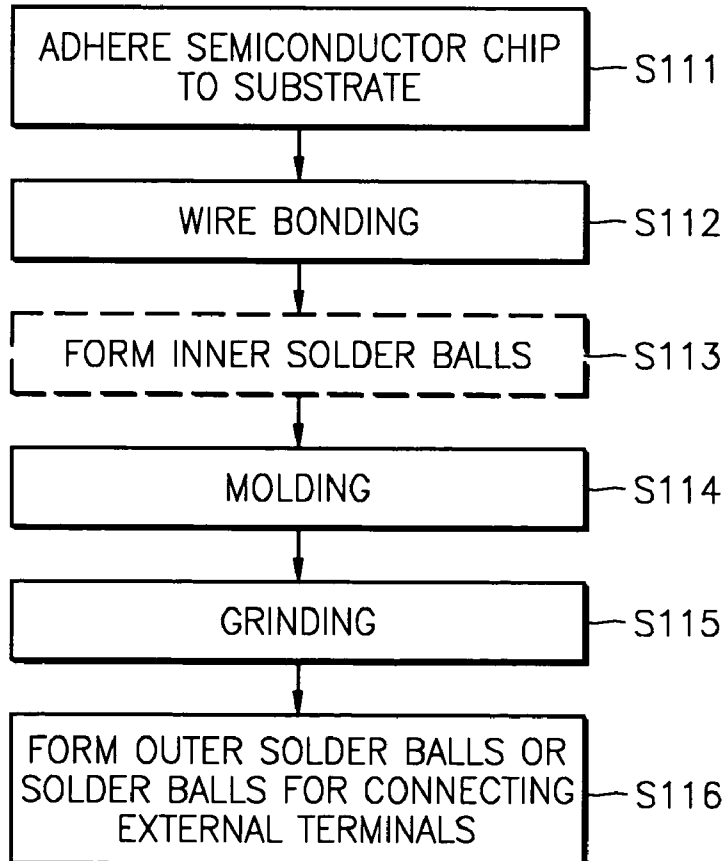 ADHERE SEMICONDUCTOR CHIP
TO SUBSTRATE
S111
WIRE BONDING
S112
FORM INNER SOLDER BALLS
S113
MOLDING
S114
GRINDING
S115
FORM OUTER SOLDER BALLS OR
SOLDER BALLS FOR CONNECTING
EXTERNAL TERMINALS
S116